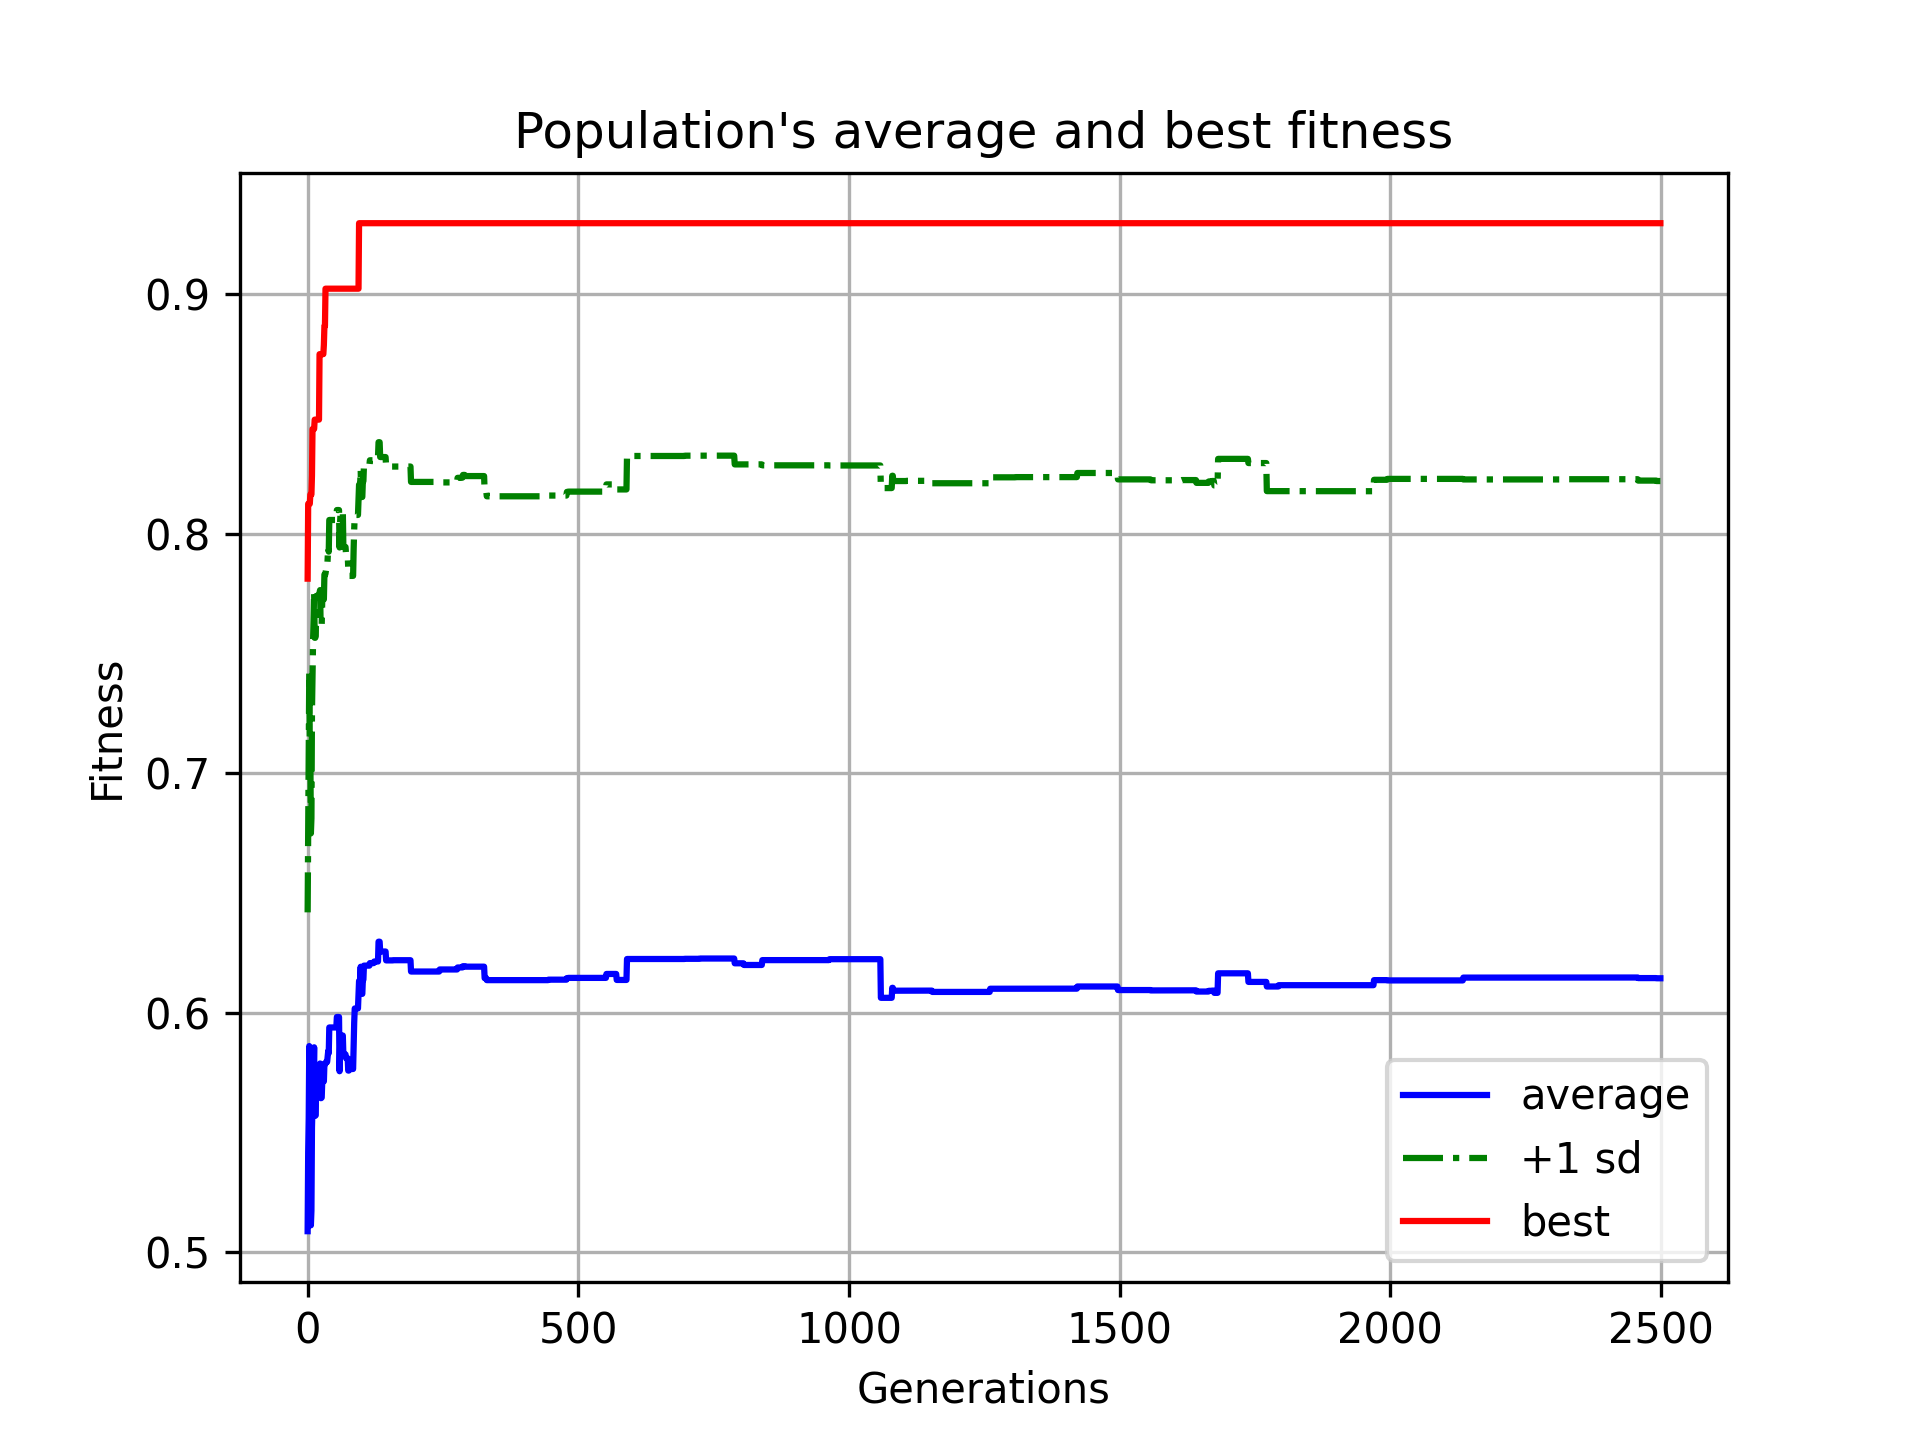 Population's average and best fitness
Fitness
0.9
0.8
0.7
0.6
0.5
0 500 1000 1500 2000 2500
Generations
average
+1 sd
best